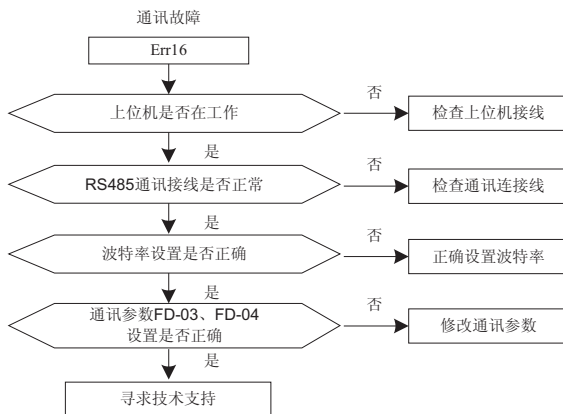 通讯故障
Err16
上位机是否在工作
否
检查上位机接线
是
RS485通讯接线是否正常
否
检查通讯连接线
是
波特率设置是否正确
否
正确设置波特率
是
通讯参数FD-03、FD-04
设置是否正确
否
修改通讯参数
是
寻求技术支持